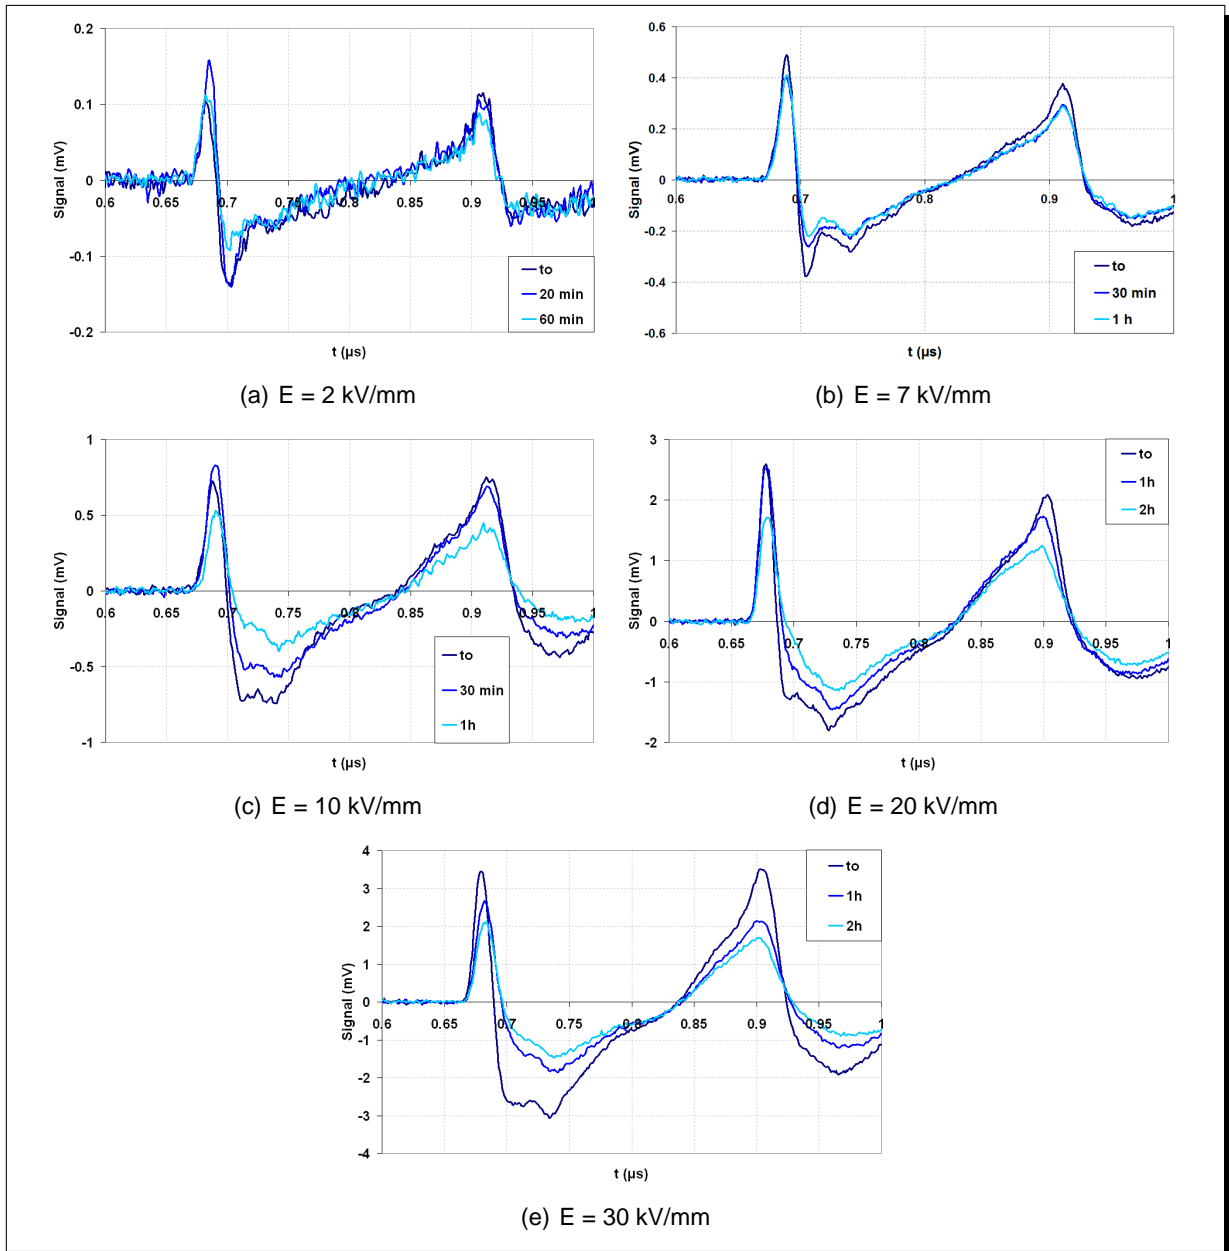 0.2
0.1
0
-0.1
-0.2
Signal (mV)
0.6 0.65 0.7 0.75 0.8 0.85 0.9 0.95 1
to
20 min
60 min
t (µs)
(a) E = 2 kV/mm
0.6
0.4
0.2
0
-0.2
-0.4
-0.6
Signal (mV)
0.6 0.7 0.8 0.9 1
to
30 min
1 h
t (µs)
(b) E = 7 kV/mm
1
0.5
0
-0.5
-1
Signal (mV)
0.6 0.65 0.7 0.75 0.8 0.85 0.9 0.95 1
to
30 min
1h
t (µs)
(c) E = 10 kV/mm
3
2
1
0
-1
-2
Signal (mV)
0.6 0.65 0.7 0.75 0.8 0.85 0.9 0.95 1
to
1h
2h
t (µs)
(d) E = 20 kV/mm
4
3
2
1
0
-1
-2
-3
-4
Signal (mV)
0.6 0.65 0.7 0.75 0.8 0.85 0.9 0.95 1
to
1h
2h
t (µs)
(e) E = 30 kV/mm